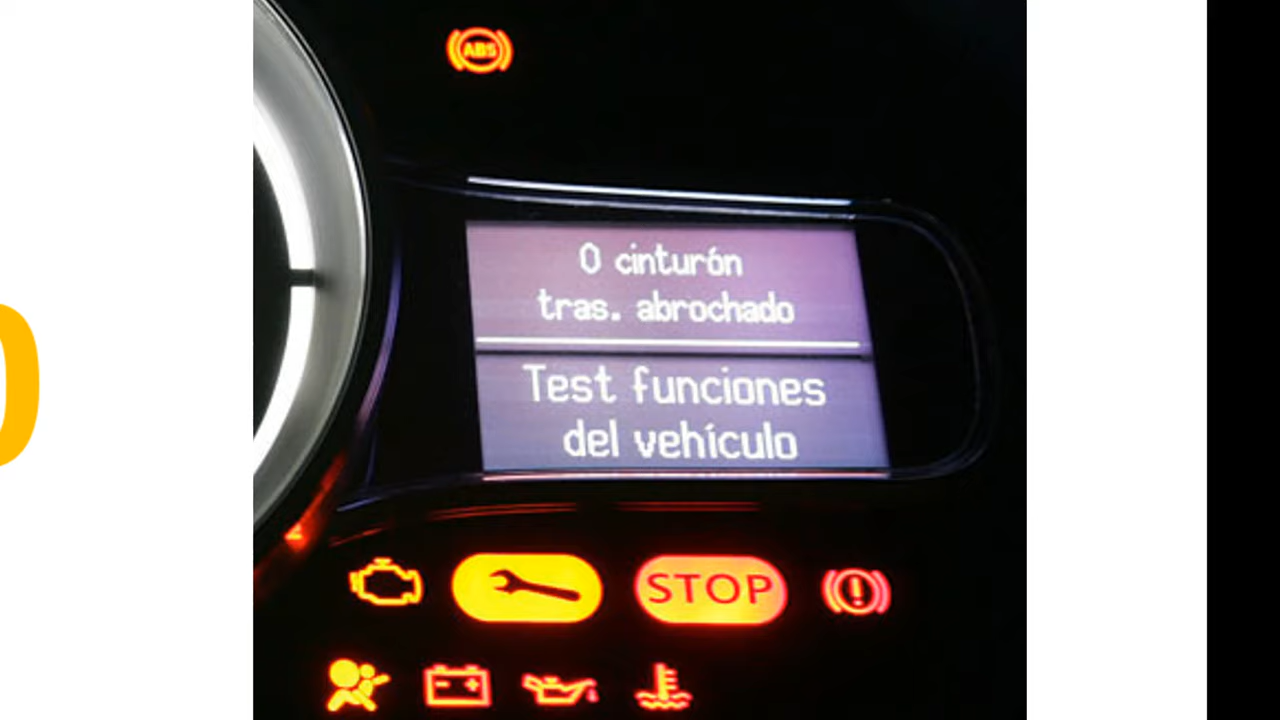 ABS
0 cinturón
tras. abrochado
Test funciones
del vehículo
STOP